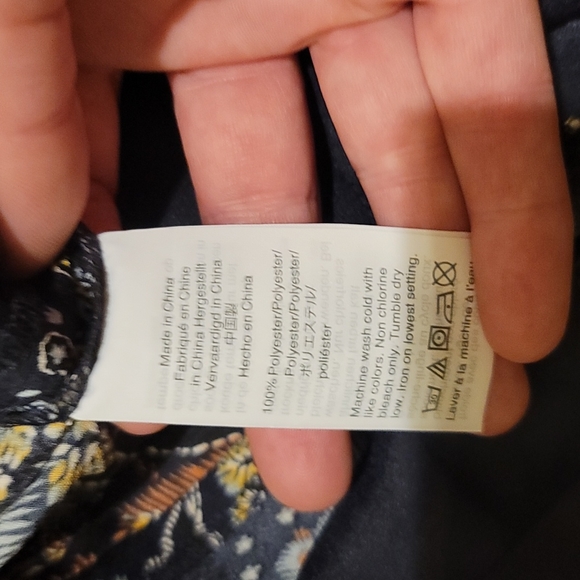 Made in China
Fabriqué en Chine
in China Hergestellt
Vervaardigd in China
中国製
Hecho en China
100% Polyester/Polyester/
Polyester/Polyester/
ポリエステル/
poliéster
Machine wash cold with
like colors. Non chlorine
bleach only. Tumble dry
low. Iron on lowest setting.
Laver à la machine à l'eau